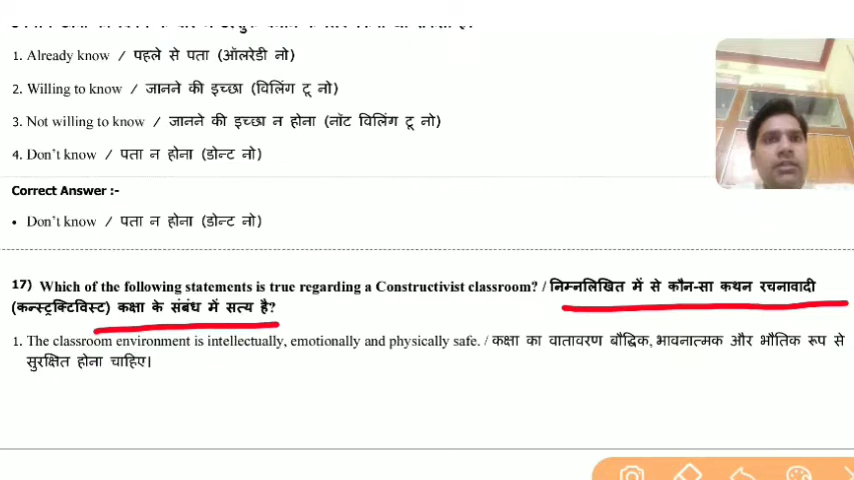 1. Already know / पहले से पता (ऑलरेडी नो)
2. Willing to know / जानने की इच्छा (विलिंग टू नो)
3. Not willing to know / जानने की इच्छा न होना (नॉट विलिंग टू नो)
4. Don't know / पता न होना (डोन्ट नो)
Correct Answer :-
• Don't know / पता न होना (डोन्ट नो)
17) Which of the following statements is true regarding a Constructivist classroom? / निम्नलिखित में से कौन-सा कथन रचनावादी
(कन्स्ट्रक्टिविस्ट) कक्षा के संबंध में सत्य है?
1. The classroom environment is intellectually, emotionally and physically safe. / कक्षा का वातावरण बौद्धिक, भावनात्मक और भौतिक रूप से
सुरक्षित होना चाहिए।